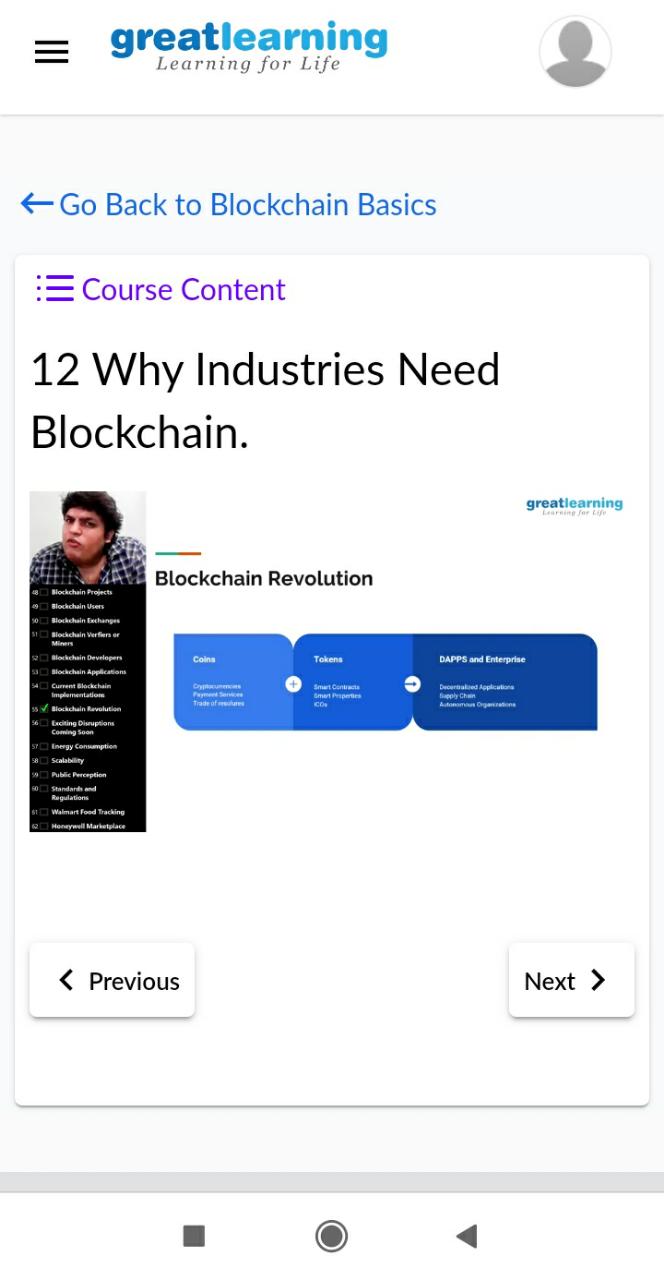 greatlearning
Learning for Life
Go Back to Blockchain Basics
Course Content
12 Why Industries Need
Blockchain.
greatlearning
Learning for Life
Blockchain Revolution
48 Blockchain Projects
49 Blockchain Users
50 Blockchain Exchanges
51 Blockchain Verfiers or
Miners
52 Blockchain Developers
53 Blockchain Applications
54 Current Blockchain
Implementations
55 Blockchain Revolution
56 Exciting Disruptions
Coming Soon
57 Energy Consumption
58 Scalability
59 Public Perception
60 Standards and
Regulations
61 Walmart Food Tracking
62 Honeywell Marketplace
Coins
Cryptocurrencies
Payment Services
Trade of resolures
Tokens
Smart Contracts
Smart Properties
ICOs
DAPPS and Enterprise
Decentralized Applications
Supply Chain
Autonomous Organizations
Previous
Next